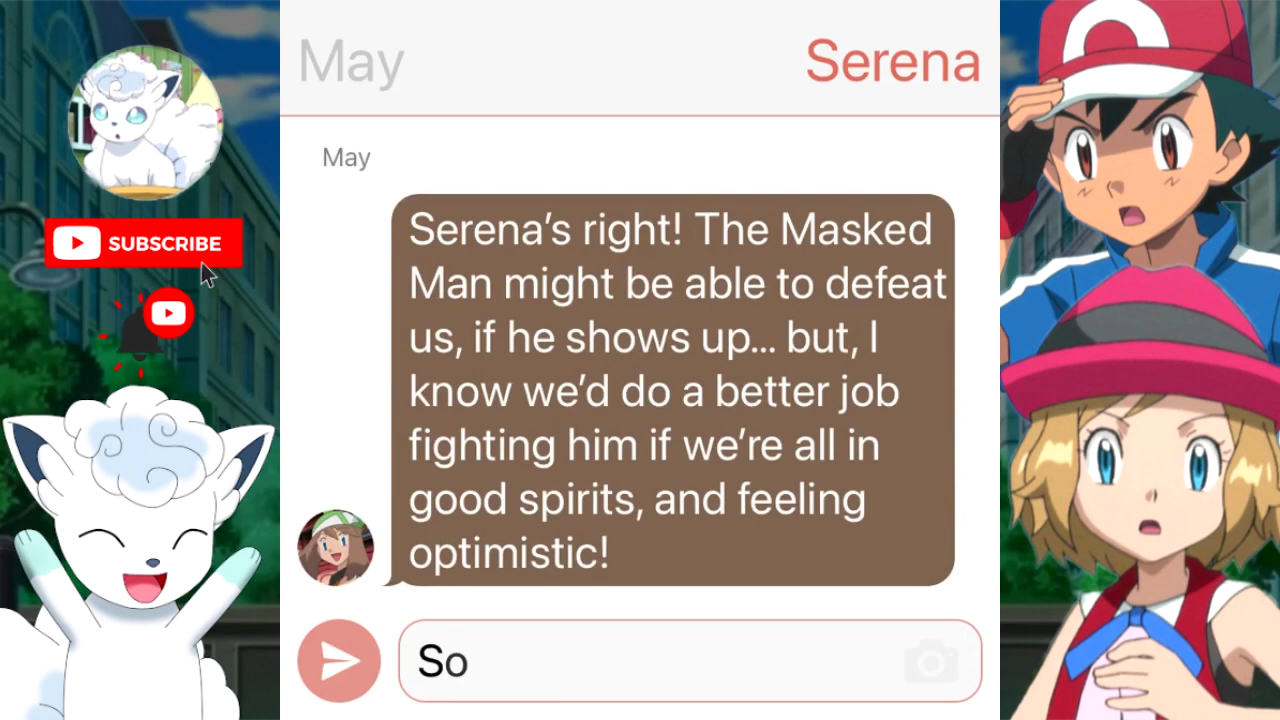 May
Serena
May
Serena’s right! The Masked
Man might be able to defeat
us, if he shows up... but, I
know we’d do a better job
fighting him if we’re all in
good spirits, and feeling
optimistic!
So
SUBSCRIBE